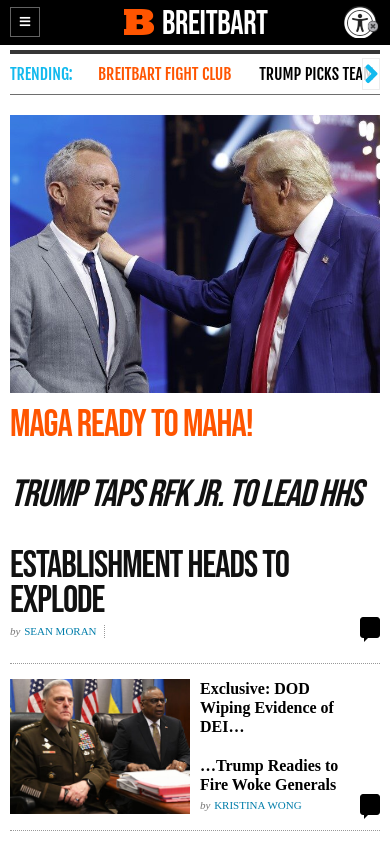 BREITBART
TRENDING: BREITBART FIGHT CLUB TRUMP PICKS TEA
MAGA READY TO MAHA!
TRUMP TAPS RFK JR. TO LEAD HHS
ESTABLISHMENT HEADS TO
EXPLODE
by SEAN MORAN
Exclusive: DOD
Wiping Evidence of
DEI…
…Trump Readies to
Fire Woke Generals
by KRISTINA WONG